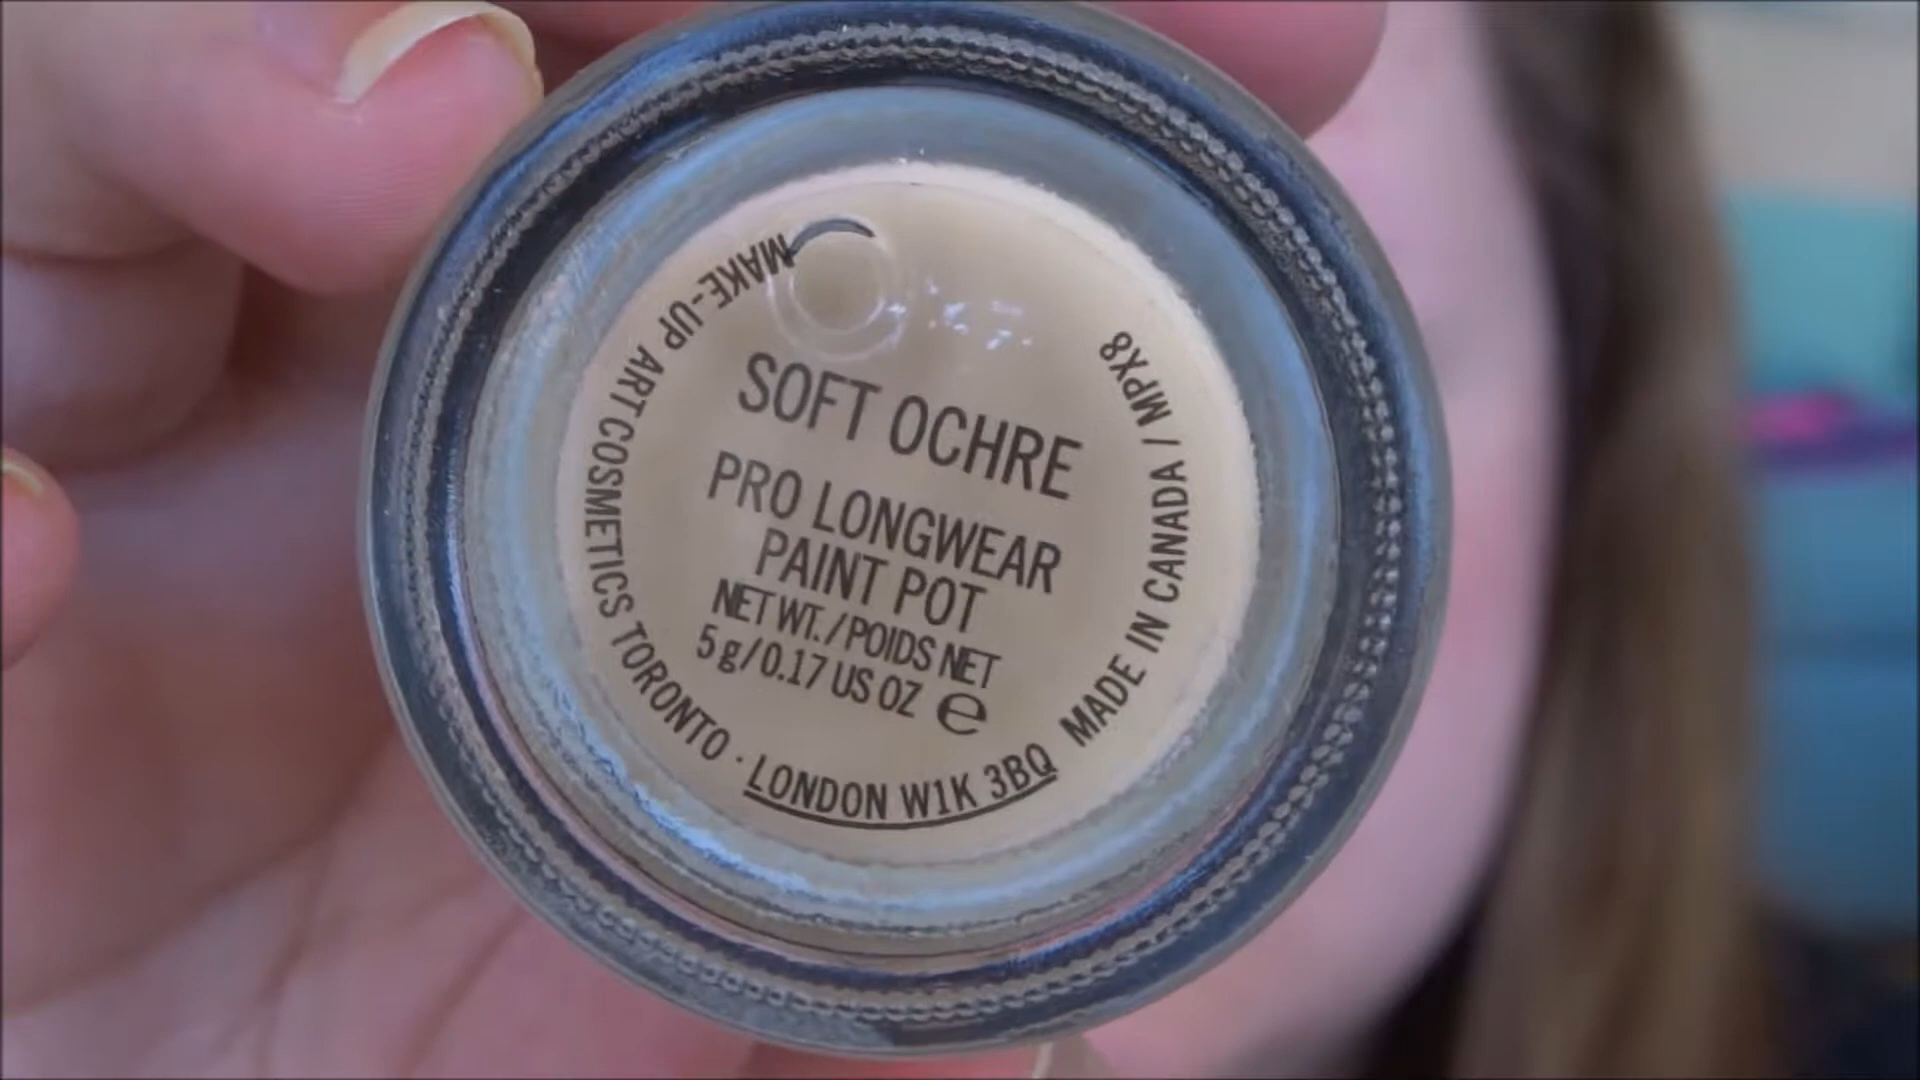 SOFT OCHRE
PRO LONGWEAR
PAINT POT
NET WT./POIDS NET
5 g/0.17 US OZ ℮
MAKE-UP ART COSMETICS TORONTO · LONDON W1K 3BQ MADE IN CANADA / MPX8